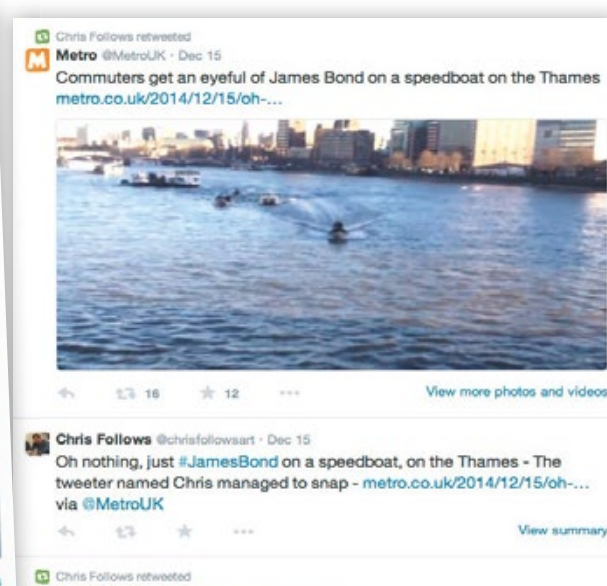 Chris Follows retweeted
Metro @MetroUK · Dec 15
Commuters get an eyeful of James Bond on a speedboat on the Thames
metro.co.uk/2014/12/15/oh-...
16 12 View more photos and videos
Chris Follows @chrisfollowsart · Dec 15
Oh nothing, just #JamesBond on a speedboat, on the Thames - The
tweeter named Chris managed to snap - metro.co.uk/2014/12/15/oh-...
via @MetroUK
View summary
Chris Follows retweeted